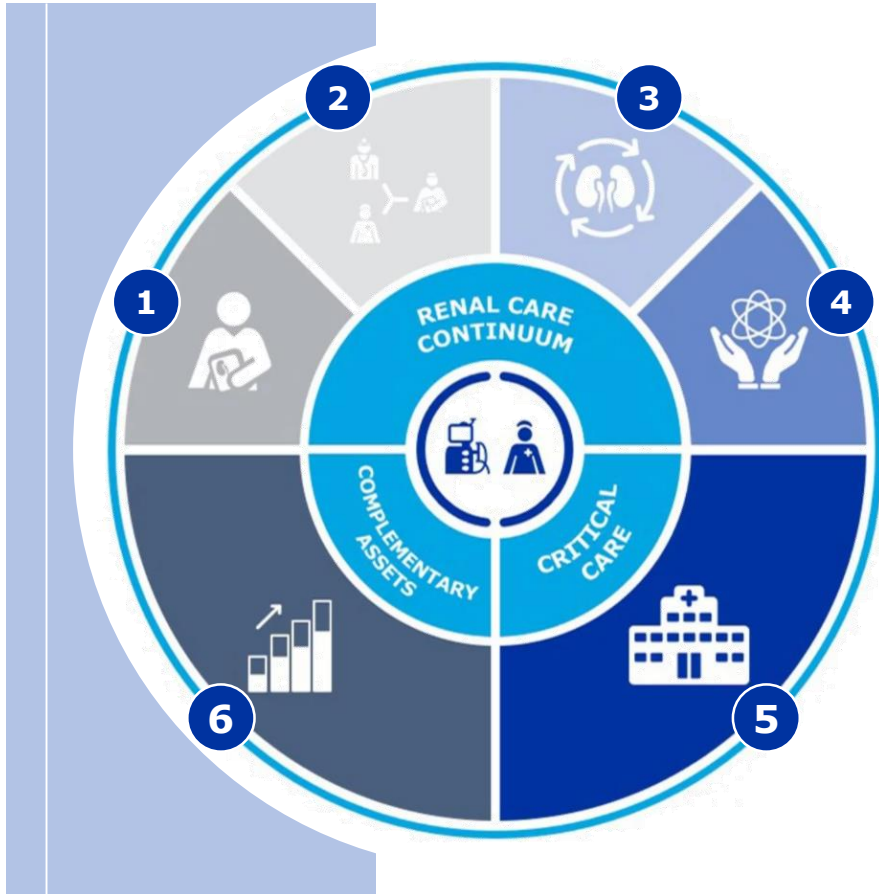 2
3
1
4
RENAL CARE
CONTINUUM
COMPLEMENTARY
ASSETS
CRITICAL
CARE
6
5